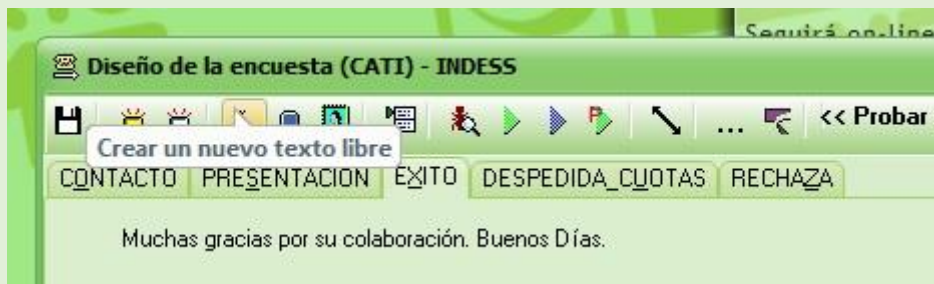 Seguirá on-line
Diseño de la encuesta (CATI) - INDESS
... << Probar
Crear un nuevo texto libre
CONTACTO PRESENTACION EXITO DESPEDIDA_CUOTAS RECHAZA
Muchas gracias por su colaboración. Buenos Días.